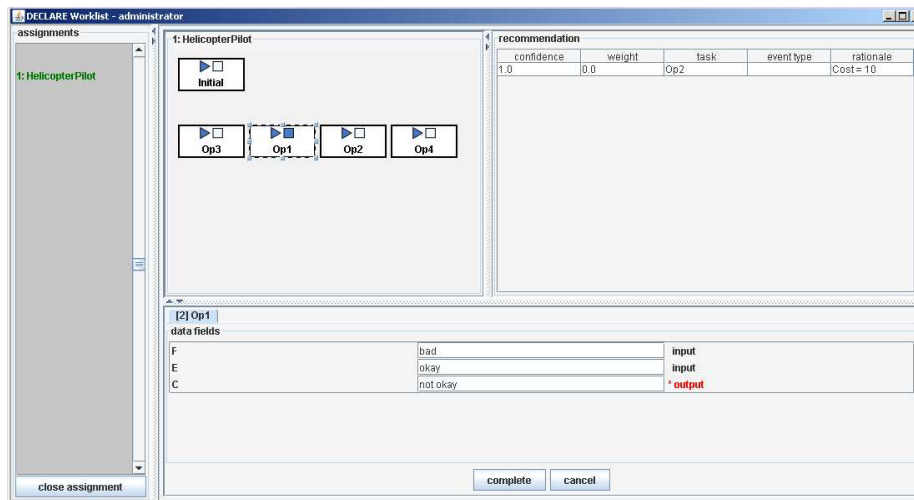 DECLARE Worklist - administrator
assignments
1: HelicopterPilot
close assignment
1: HelicopterPilot
Initial
Op3 Op1 Op2 Op4
recommendation
confidence weight task event type rationale
1.0 0.0 Op2 Cost = 10
[2] Op1
data fields
F bad input
E okay input
C not okay * output
complete cancel